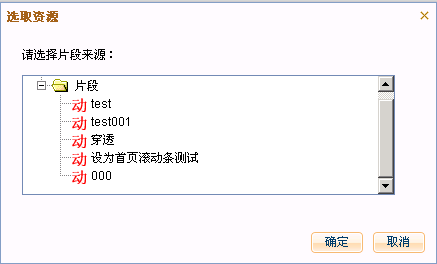 选取资源
请选择片段来源：
片段
动 test
动 test001
动 穿透
动 设为首页滚动条测试
动 000
确定 取消